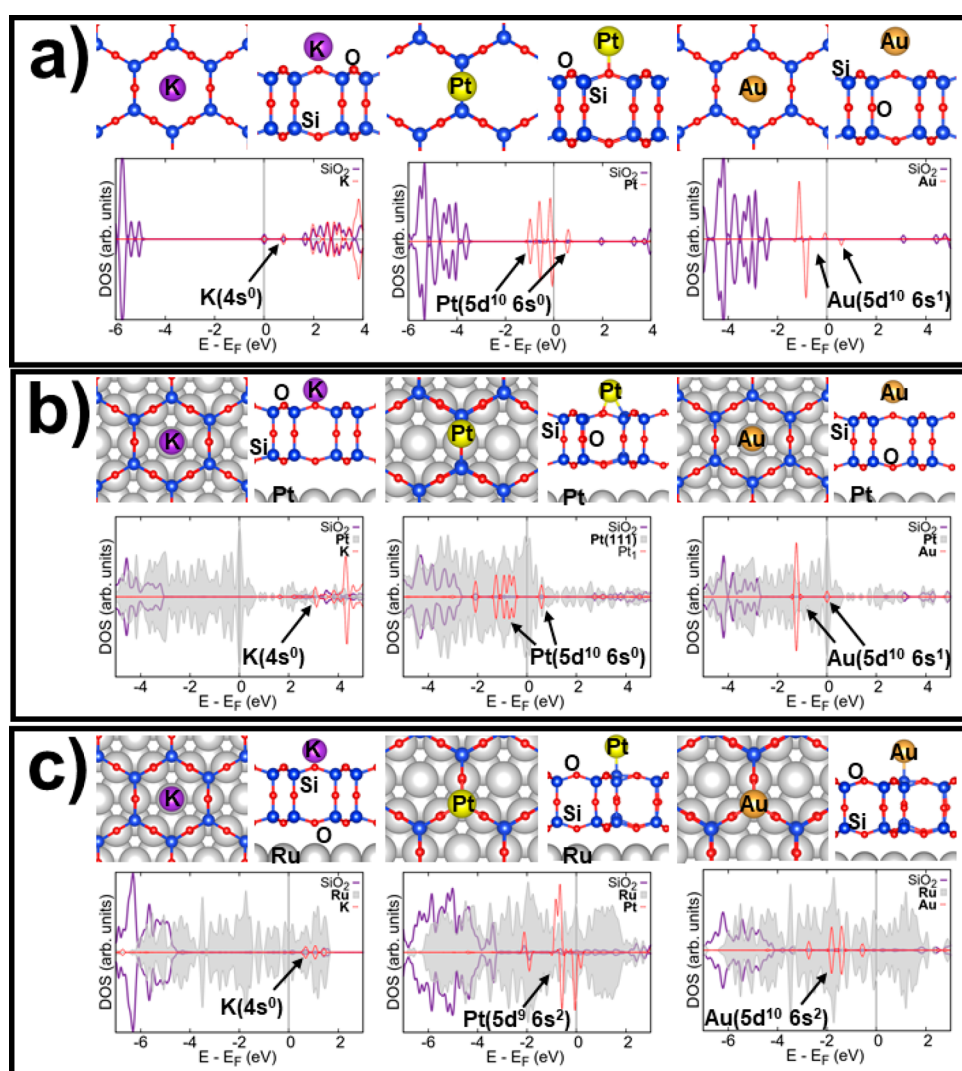 a)
K K O Si
Pt Pt O Si
Au Au Si O
DOS (arb. units)
SiO2
K
K(4s0)
-6 -4 -2 0 2 4
E - EF (eV)
DOS (arb. units)
SiO2
Pt
Pt(5d10 6s0)
-6 -4 -2 0 2 4
E - EF (eV)
DOS (arb. units)
SiO2
Au
Au(5d10 6s1)
-4 -2 0 2 4
E - EF (eV)
b)
K O K Si Pt
Pt Pt Si O Pt
Au Au Si O Pt
DOS (arb. units)
SiO2
Pt
K
K(4s0)
-4 -2 0 2 4
E - EF (eV)
DOS (arb. units)
SiO2
Pt(111)
Pt1
Pt(5d10 6s0)
-4 -2 0 2 4
E - EF (eV)
DOS (arb. units)
SiO2
Pt
Au
Au(5d10 6s1)
-4 -2 0 2 4
E - EF (eV)
c)
K K Si O Ru
Pt Pt O Si Ru
Au Au O Si
DOS (arb. units)
SiO2
Ru
K
K(4s0)
-6 -4 -2 0 2
E - EF (eV)
DOS (arb. units)
SiO2
Ru
Pt
Pt(5d9 6s2)
-6 -4 -2 0 2
E - EF (eV)
DOS (arb. units)
SiO2
Ru
Au
Au(5d10 6s2)
-6 -4 -2 0 2
E - EF (eV)